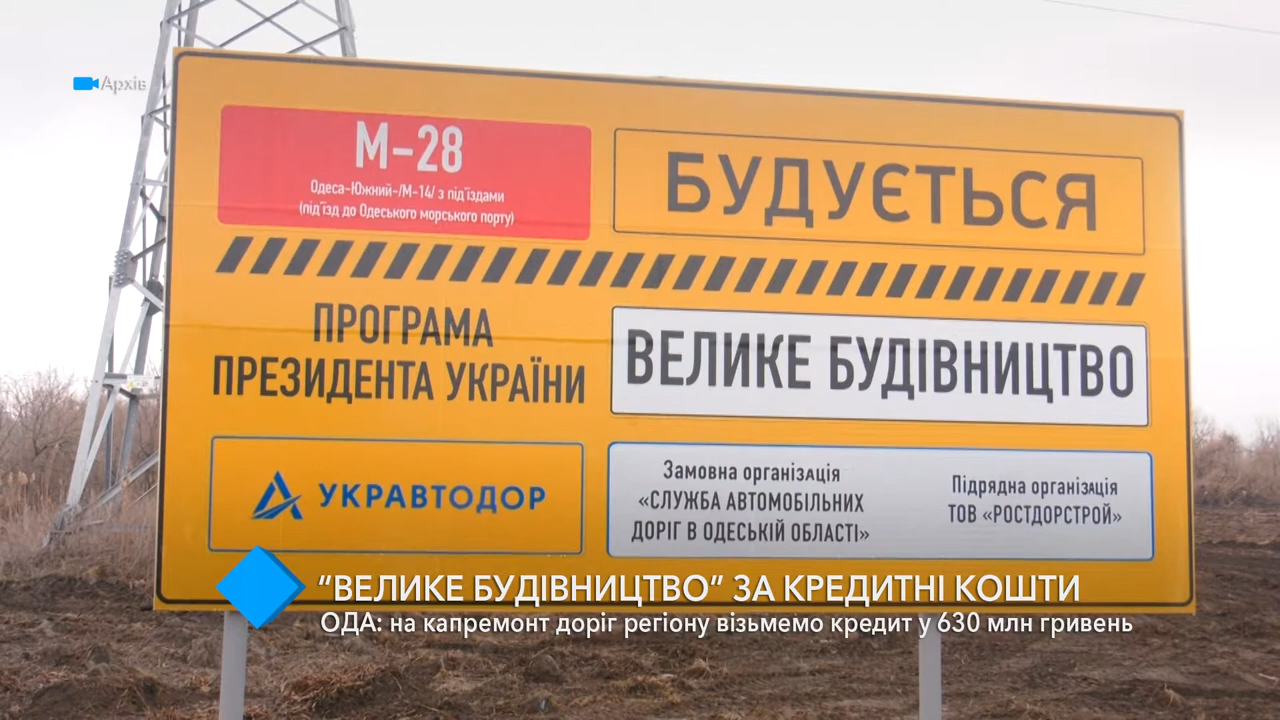 Архів
М-28
Одеса-Южний-/М-14/ з під'їздами
(під'їзд до Одеського морського порту)
БУДУЄТЬСЯ
ПРОГРАМА
ПРЕЗИДЕНТА УКРАЇНИ
ВЕЛИКЕ БУДІВНИЦТВО
УКРАВТОДОР
Замовна організація
«СЛУЖБА АВТОМОБІЛЬНИХ
ДОРІГ В ОДЕСЬКІЙ ОБЛАСТІ»
Підрядна організація
ТОВ «РОСТДОРСТРОЙ»
“ВЕЛИКЕ БУДІВНИЦТВО” ЗА КРЕДИТНІ КОШТИ
ОДА: на капремонт доріг регіону візьмемо кредит у 630 млн гривень